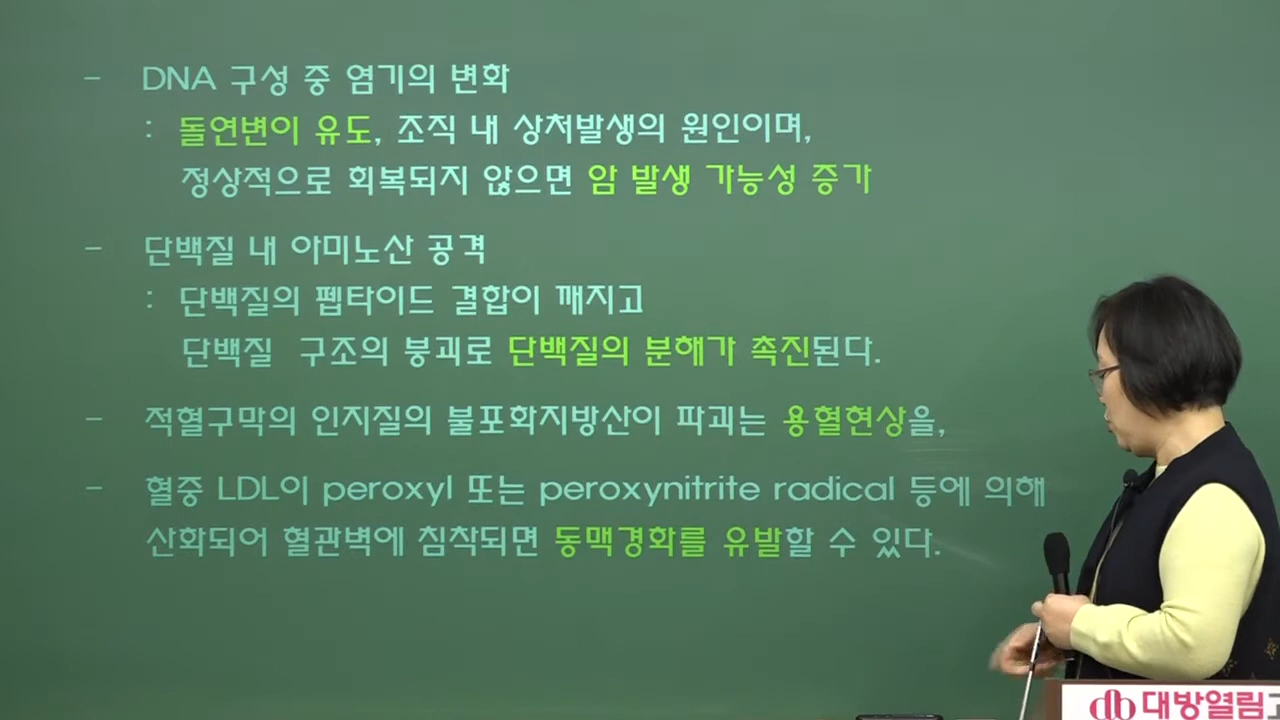 - DNA 구성 중 염기의 변화
: 돌연변이 유도, 조직 내 상처발생의 원인이며,
정상적으로 회복되지 않으면 암 발생 가능성 증가
- 단백질 내 아미노산 공격
: 단백질의 펩타이드 결합이 깨지고
단백질 구조의 붕괴로 단백질의 분해가 촉진된다.
- 적혈구막의 인지질의 불포화지방산이 파괴는 용혈현상을,
- 혈중 LDL이 peroxyl 또는 peroxynitrite radical 등에 의해
산화되어 혈관벽에 침착되면 동맥경화를 유발할 수 있다.
db 대방열림고